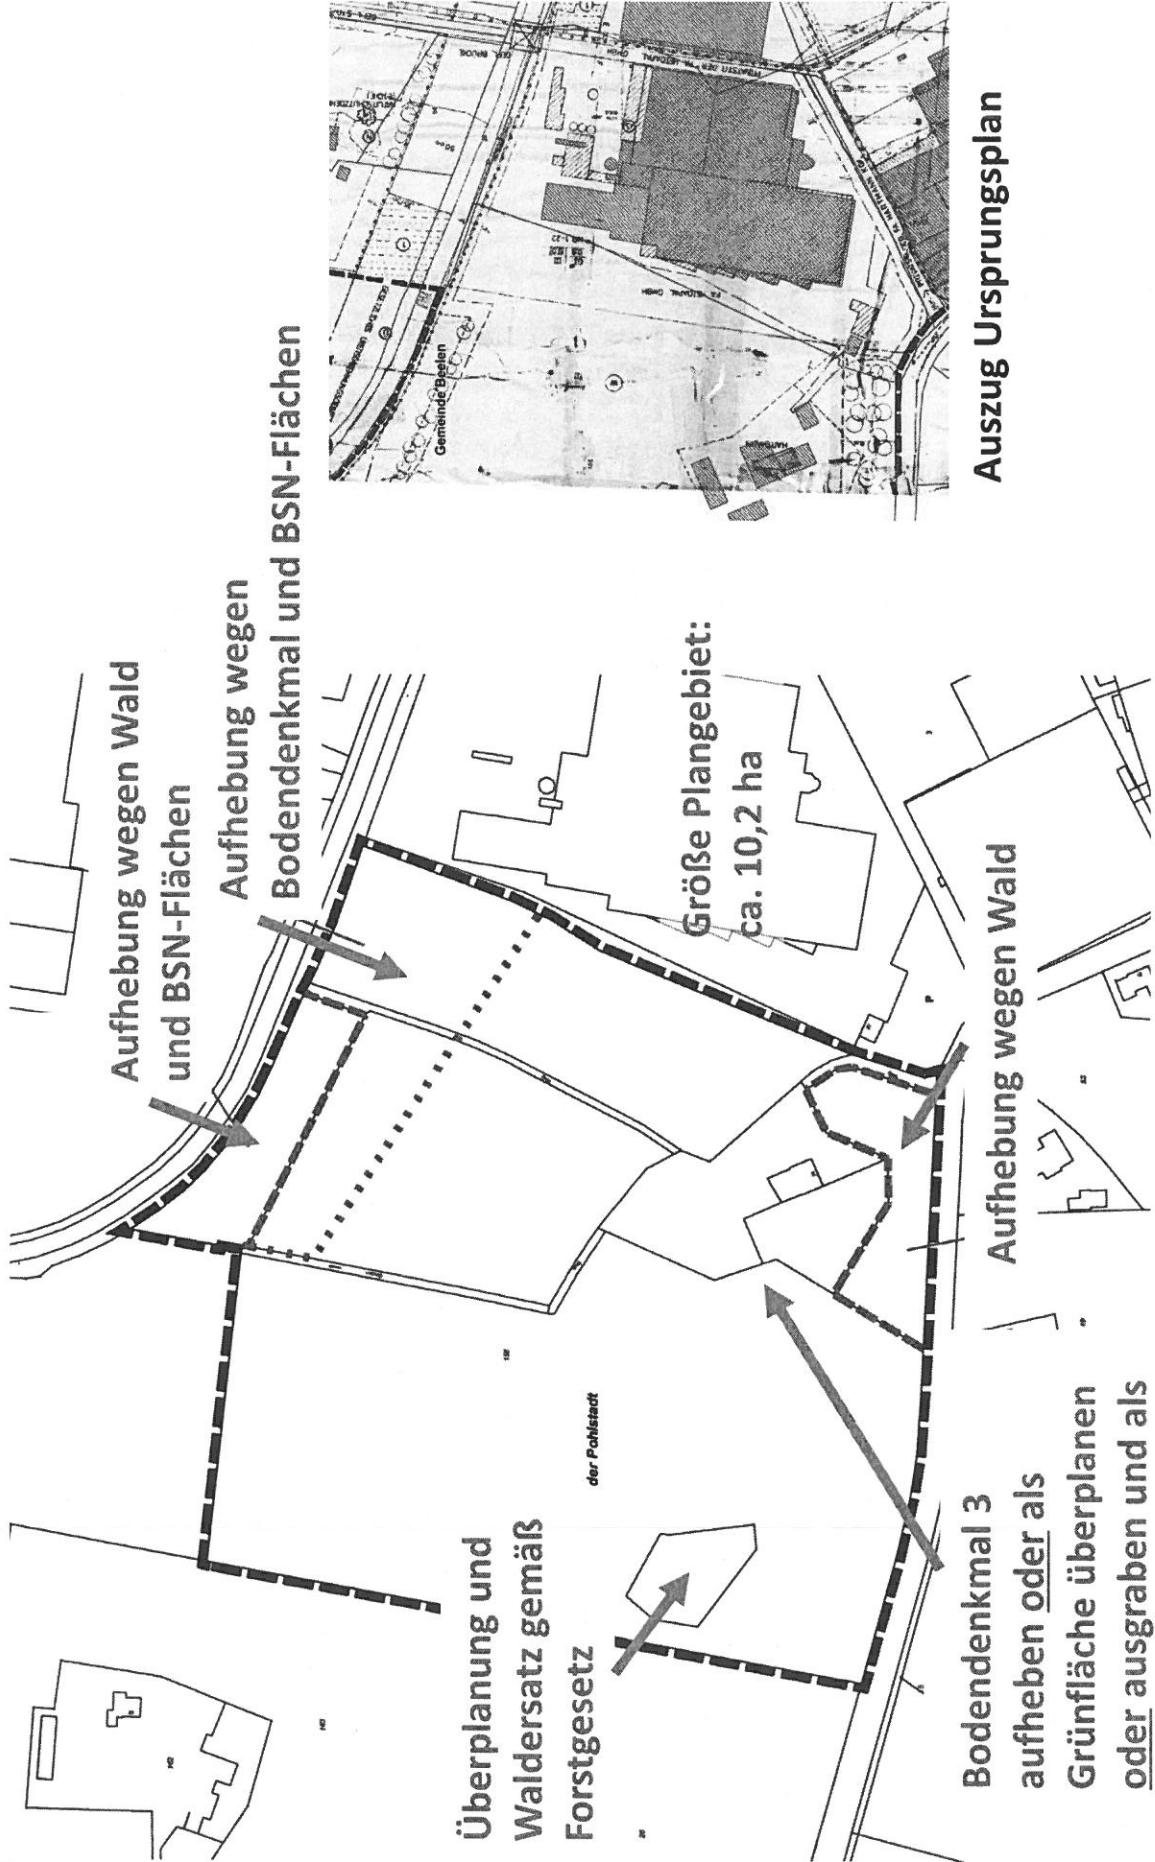 Aufhebung wegen Wald
und BSN-Flächen
Aufhebung wegen
Bodendenkmal und BSN-Flächen
Größe Plangebiet:
ca. 10,2 ha
der Pohlstadt
Überplanung und
Waldersatz gemäß
Forstgesetz
Bodendenkmal 3
aufheben oder als
Grünfläche überplanen
oder ausgraben und als
Aufhebung wegen Wald
Gemeinde Beelen
Auszug Ursprungsplan